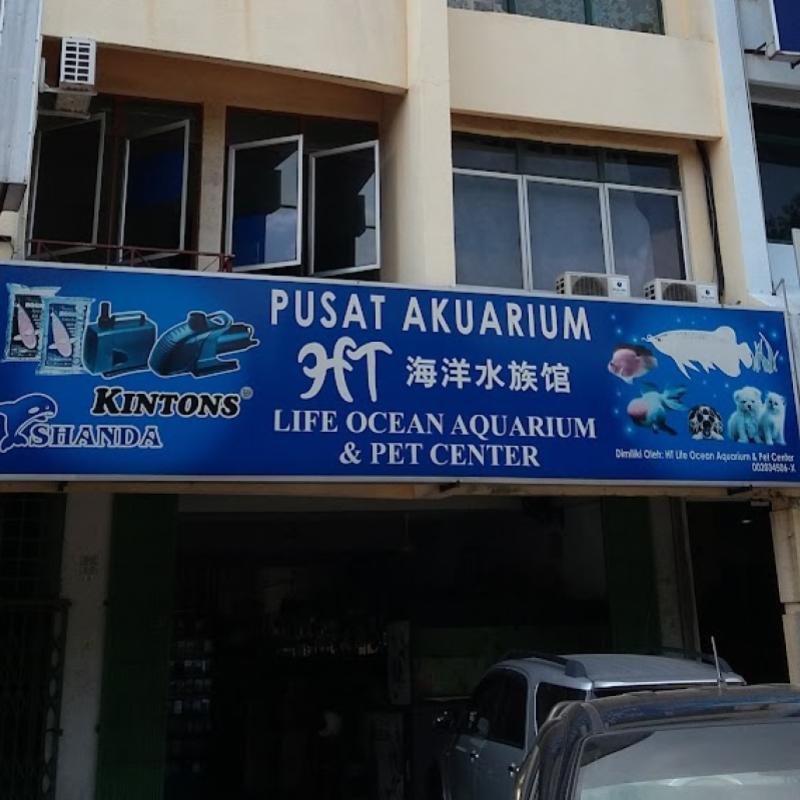 PUSAT AKUARIUM
HT 海洋水族馆
LIFE OCEAN AQUARIUM
& PET CENTER
KINTONS®
SHANDA
Dimiliki Oleh: HT Life Ocean Aquarium & Pet Center
002034506-X